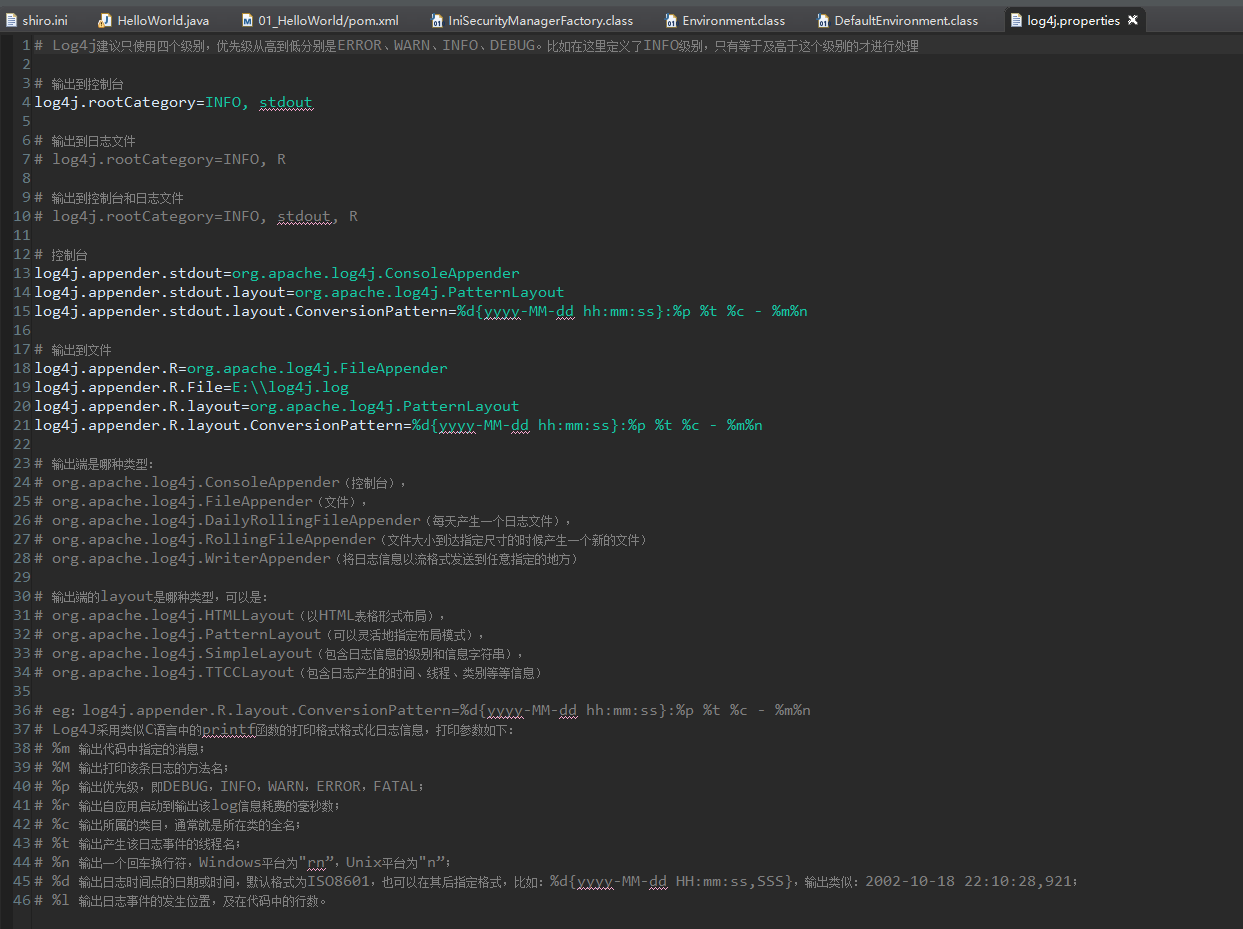 shiro.ini HelloWorld.java 01_HelloWorld/pom.xml IniSecurityManagerFactory.class Environment.class DefaultEnvironment.class log4j.properties
1 # Log4j建议只使用四个级别，优先级从高到低分别是ERROR、WARN、INFO、DEBUG。比如在这里定义了INFO级别，只有等于及高于这个级别的才进行处理
2
3 # 输出到控制台
4 log4j.rootCategory=INFO, stdout
5
6 # 输出到日志文件
7 # log4j.rootCategory=INFO, R
8
9 # 输出到控制台和日志文件
10 # log4j.rootCategory=INFO, stdout, R
11
12 # 控制台
13 log4j.appender.stdout=org.apache.log4j.ConsoleAppender
14 log4j.appender.stdout.layout=org.apache.log4j.PatternLayout
15 log4j.appender.stdout.layout.ConversionPattern=%d{yyyy-MM-dd hh:mm:ss}:%p %t %c - %m%n
16
17 # 输出到文件
18 log4j.appender.R=org.apache.log4j.FileAppender
19 log4j.appender.R.File=E:\\log4j.log
20 log4j.appender.R.layout=org.apache.log4j.PatternLayout
21 log4j.appender.R.layout.ConversionPattern=%d{yyyy-MM-dd hh:mm:ss}:%p %t %c - %m%n
22
23 # 输出端是哪种类型：
24 # org.apache.log4j.ConsoleAppender（控制台），
25 # org.apache.log4j.FileAppender（文件），
26 # org.apache.log4j.DailyRollingFileAppender（每天产生一个日志文件），
27 # org.apache.log4j.RollingFileAppender（文件大小到达指定尺寸的时候产生一个新的文件）
28 # org.apache.log4j.WriterAppender（将日志信息以流格式发送到任意指定的地方）
29
30 # 输出端的layout是哪种类型，可以是：
31 # org.apache.log4j.HTMLLayout（以HTML表格形式布局），
32 # org.apache.log4j.PatternLayout（可以灵活地指定布局模式），
33 # org.apache.log4j.SimpleLayout（包含日志信息的级别和信息字符串），
34 # org.apache.log4j.TTCCLayout（包含日志产生的时间、线程、类别等等信息）
35
36 # eg：log4j.appender.R.layout.ConversionPattern=%d{yyyy-MM-dd hh:mm:ss}:%p %t %c - %m%n
37 # Log4J采用类似C语言中的printf函数的打印格式格式化日志信息，打印参数如下：
38 # %m 输出代码中指定的消息；
39 # %M 输出打印该条日志的方法名；
40 # %p 输出优先级，即DEBUG，INFO，WARN，ERROR，FATAL；
41 # %r 输出自应用启动到输出该log信息耗费的毫秒数；
42 # %c 输出所属的类目，通常就是所在类的全名；
43 # %t 输出产生该日志事件的线程名；
44 # %n 输出一个回车换行符，Windows平台为"rn”，Unix平台为"n”；
45 # %d 输出日志时间点的日期或时间，默认格式为ISO8601，也可以在其后指定格式，比如：%d{yyyy-MM-dd HH:mm:ss,SSS}，输出类似：2002-10-18 22:10:28,921；
46 # %l 输出日志事件的发生位置，及在代码中的行数。